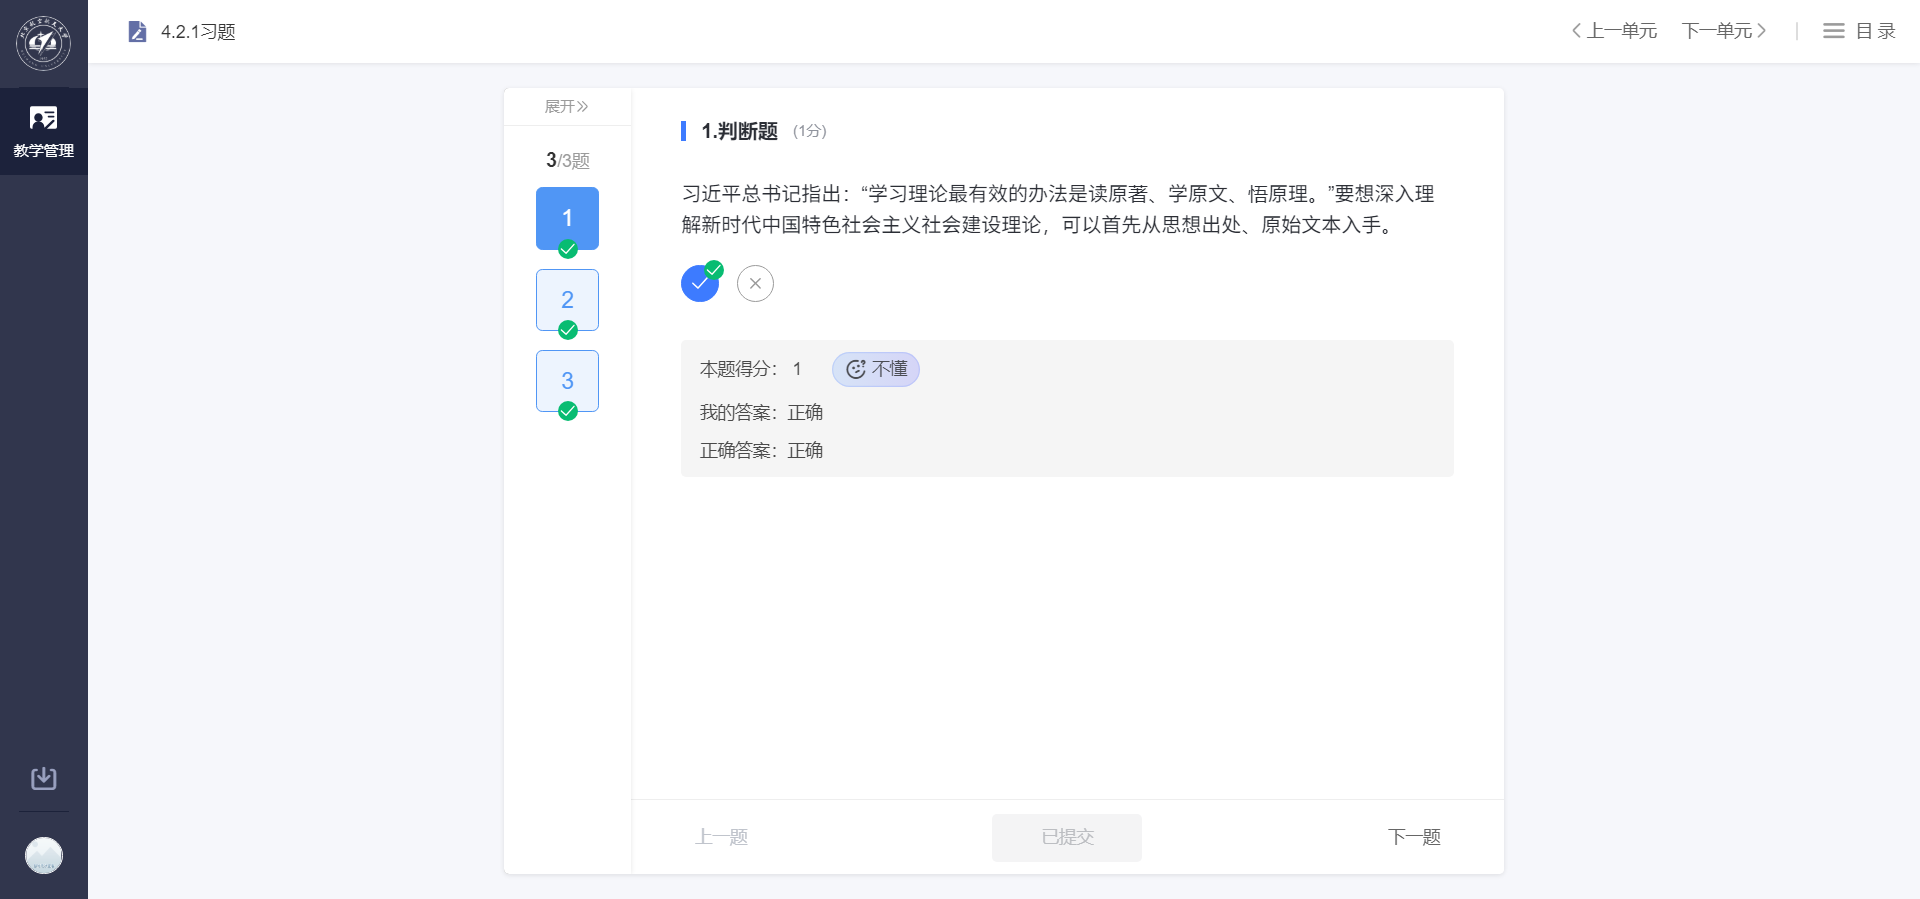 4.2.1习题
上一单元
下一单元
目录
教学管理
展开
3/3题
1
2
3
1.判断题 (1分)
习近平总书记指出：“学习理论最有效的办法是读原著、学原文、悟原理。”要想深入理
解新时代中国特色社会主义社会建设理论，可以首先从思想出处、原始文本入手。
本题得分： 1 不懂
我的答案：正确
正确答案：正确
上一题
已提交
下一题